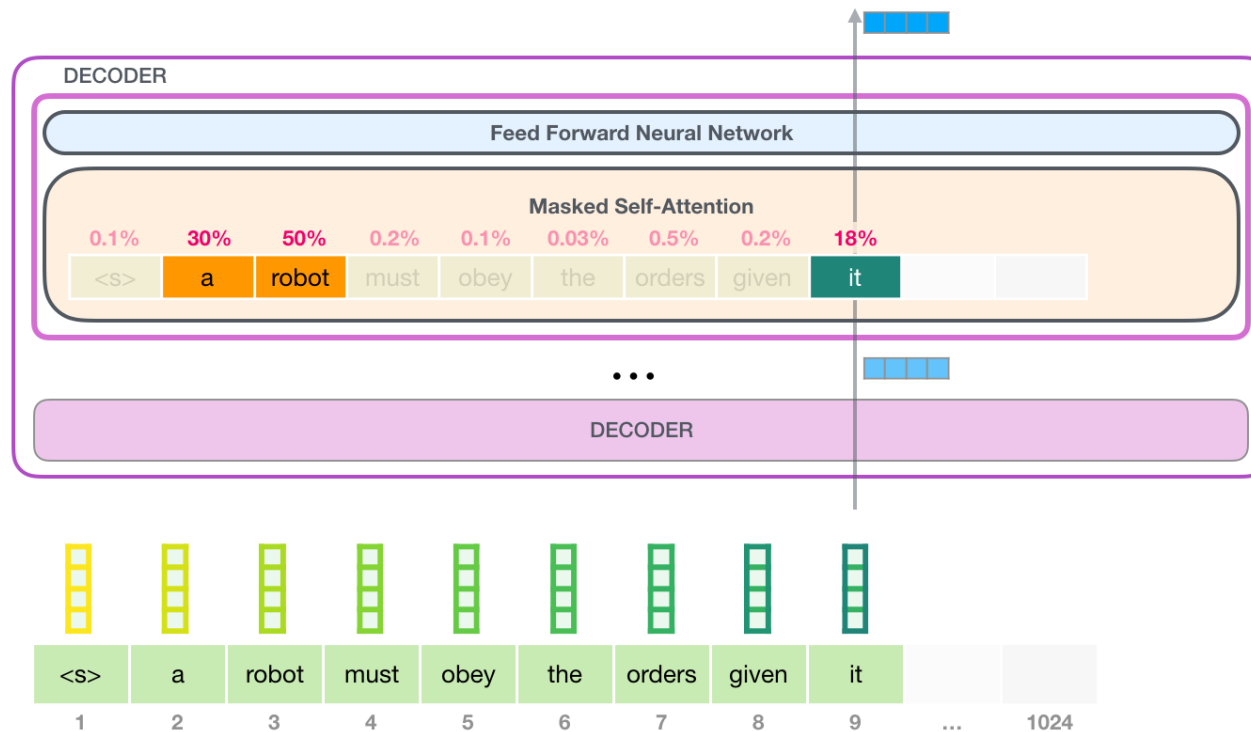 DECODER
Feed Forward Neural Network
Masked Self-Attention
0.1% 30% 50% 0.2% 0.1% 0.03% 0.5% 0.2% 18%
<s> a robot must obey the orders given it
...
DECODER
<s> a robot must obey the orders given it
1 2 3 4 5 6 7 8 9 ... 1024